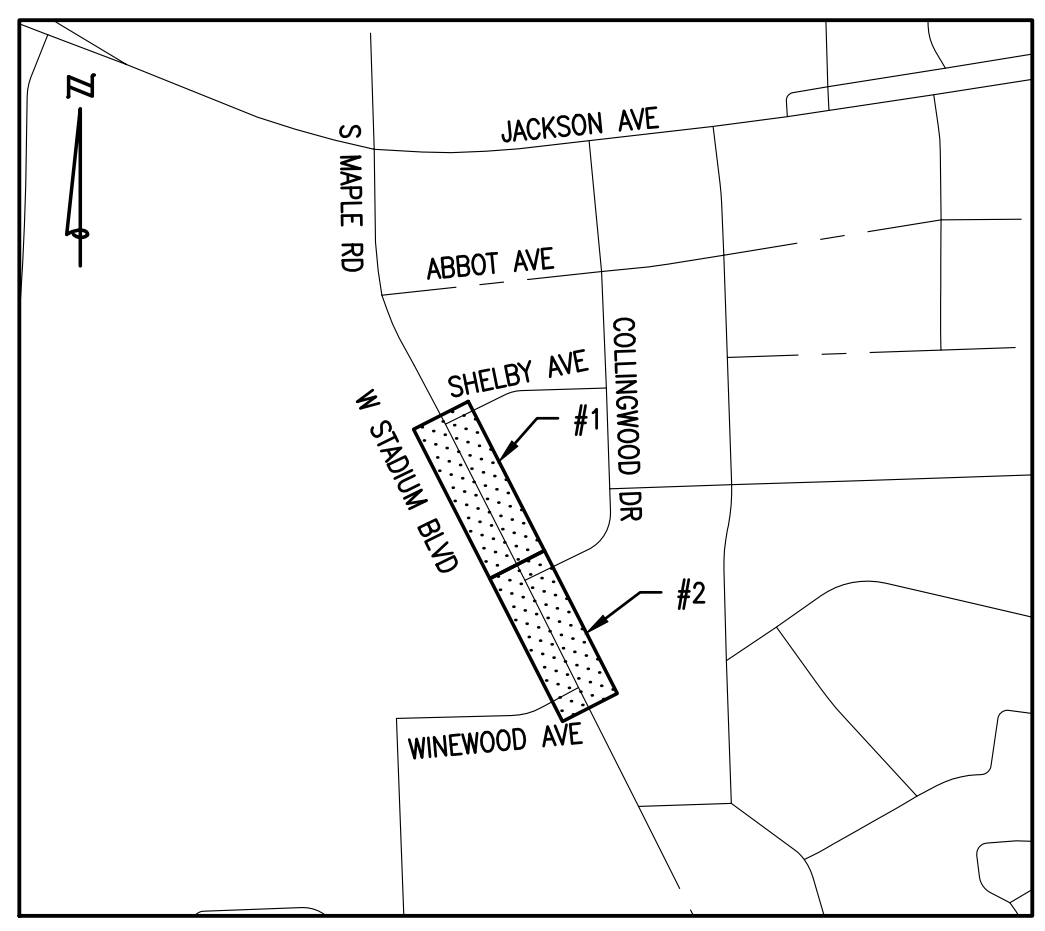 N
JACKSON AVE
S MAPLE RD
ABBOT AVE
COLLINGWOOD DR
SHELBY AVE
W STADIUM BLVD
#1
#2
WINEWOOD AVE